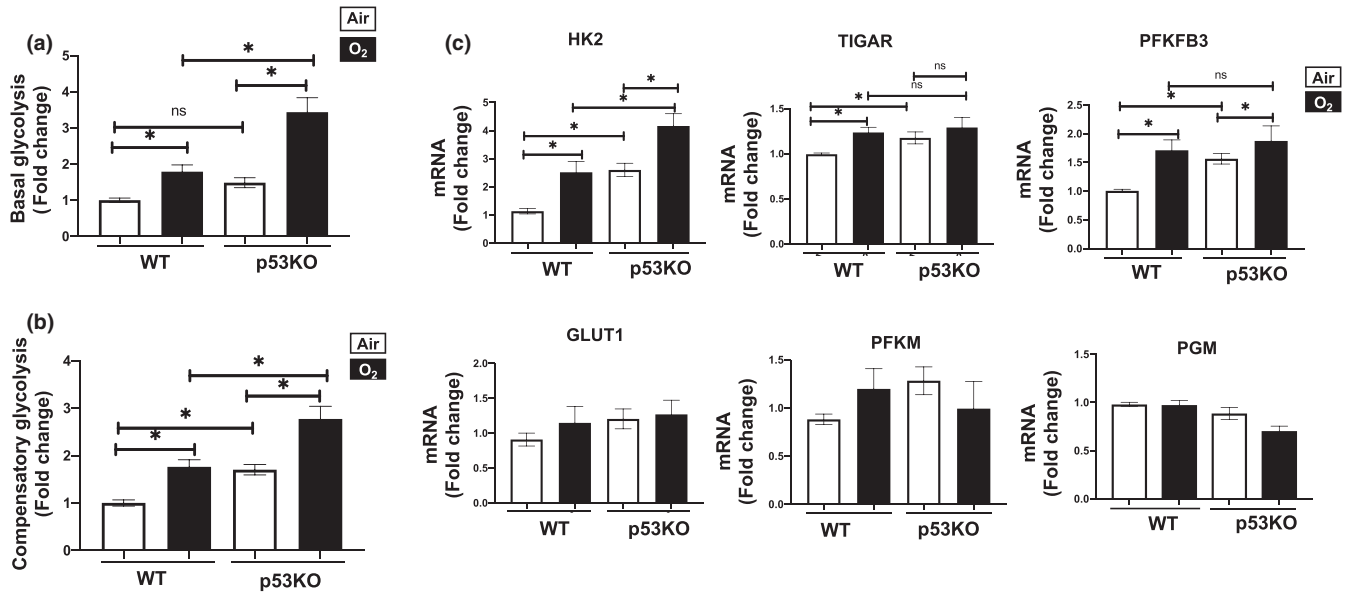 (a)
Air
O2
Basal glycolysis
(Fold change)
5
4
3
2
1
0
*
*
ns
*
WT
p53KO
(b)
Air
O2
Compensatory glycolysis
(Fold change)
4
3
2
1
0
*
*
*
*
WT
p53KO
(c)
HK2
mRNA
(Fold change)
5
4
3
2
1
0
*
*
*
*
WT
p53KO
TIGAR
mRNA
(Fold change)
1.5
1.0
0.5
0.0
ns
ns
*
*
WT
p53KO
PFKFB3
Air
O2
mRNA
(Fold change)
2.5
2.0
1.5
1.0
0.5
0.0
ns
*
*
*
WT
p53KO
GLUT1
mRNA
(Fold change)
2.0
1.5
1.0
0.5
0.0
WT
p53KO
PFKM
mRNA
(Fold change)
1.5
1.0
0.5
0.0
WT
p53KO
PGM
mRNA
(Fold change)
1.5
1.0
0.5
0.0
WT
p53KO